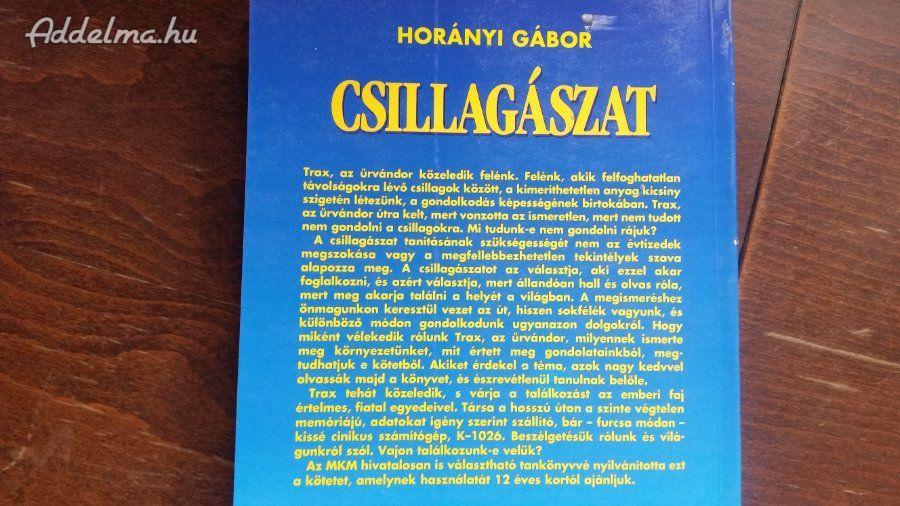 Addelma.hu
HORÁNYI GÁBOR
CSILLAGÁSZAT
Trax, az űrvándor közeledik felénk. Felénk, akik felfoghatatlan
távolságokra lévő csillagok között, a kimeríthetetlen anyag kicsiny
szigetén létezünk, a gondolkodás képességének birtokában. Trax,
az űrvándor útra kelt, mert vonzotta az ismeretlen, mert nem tudott
nem gondolni a csillagokra. Mi tudunk-e nem gondolni rájuk?
A csillagászat tanításának szükségességét nem az évtizedek
megszokása vagy a megfellebbezhetetlen tekintélyek szava
alapozza meg. A csillagászatot az választja, aki ezzel akar
foglalkozni, és azért választja, mert állandóan hall és olvas róla,
mert meg akarja találni a helyét a világban. A megismeréshez
önmagunkon keresztül vezet az út, hiszen sokfélék vagyunk, és
különböző módon gondolkodunk ugyanazon dolgokról. Hogy
miként vélekedik rólunk Trax, az űrvándor, milyennek ismerte
meg környezetünket, mit értett meg gondolatainkból, meg-
tudhatjuk e kötetből. Akiket érdekel a téma, azok nagy kedvvel
olvassák majd a könyvet, és észrevétlenül tanulnak belőle.
Trax tehát közeledik, s várja a találkozást az emberi faj
értelmes, fiatal egyedeivel. Társa a hosszú úton a szinte végtelen
memóriájú, adatokat igény szerint szállító, bár – furcsa módon –
kissé cinikus számítógép, K–1026. Beszélgetésük rólunk és vilá-
gunkról szól. Vajon találkozunk-e velük?
Az MKM hivatalosan is választható tankönyvvé nyilvánította ezt
a kötetet, amelynek használatát 12 éves kortól ajánljuk.